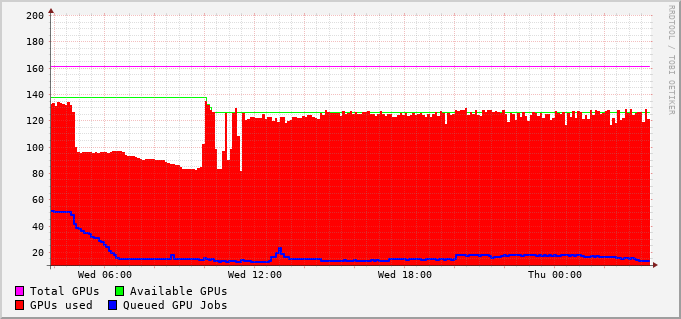 200
180
160
140
120
100
80
60
40
20
Wed 06:00 Wed 12:00 Wed 18:00 Thu 00:00
Total GPUs Available GPUs
GPUs used Queued GPU Jobs
RRDTOOL / TOBI OETIKER